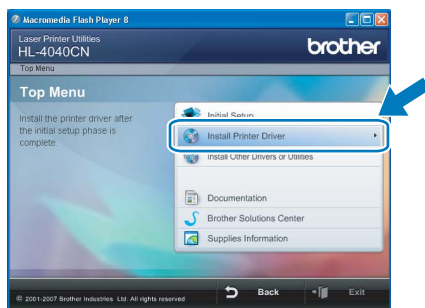 Macromedia Flash Player 8
Laser Printer Utilities
HL-4040CN
brother
Top Menu
Top Menu
Install the printer driver after
the initial setup phase is
complete.
Initial Setup
Install Printer Driver
Install Other Drivers or Utilities
Documentation
Brother Solutions Center
Supplies Information
© 2001-2007 Brother Industries Ltd. All rights reserved
Back
Exit